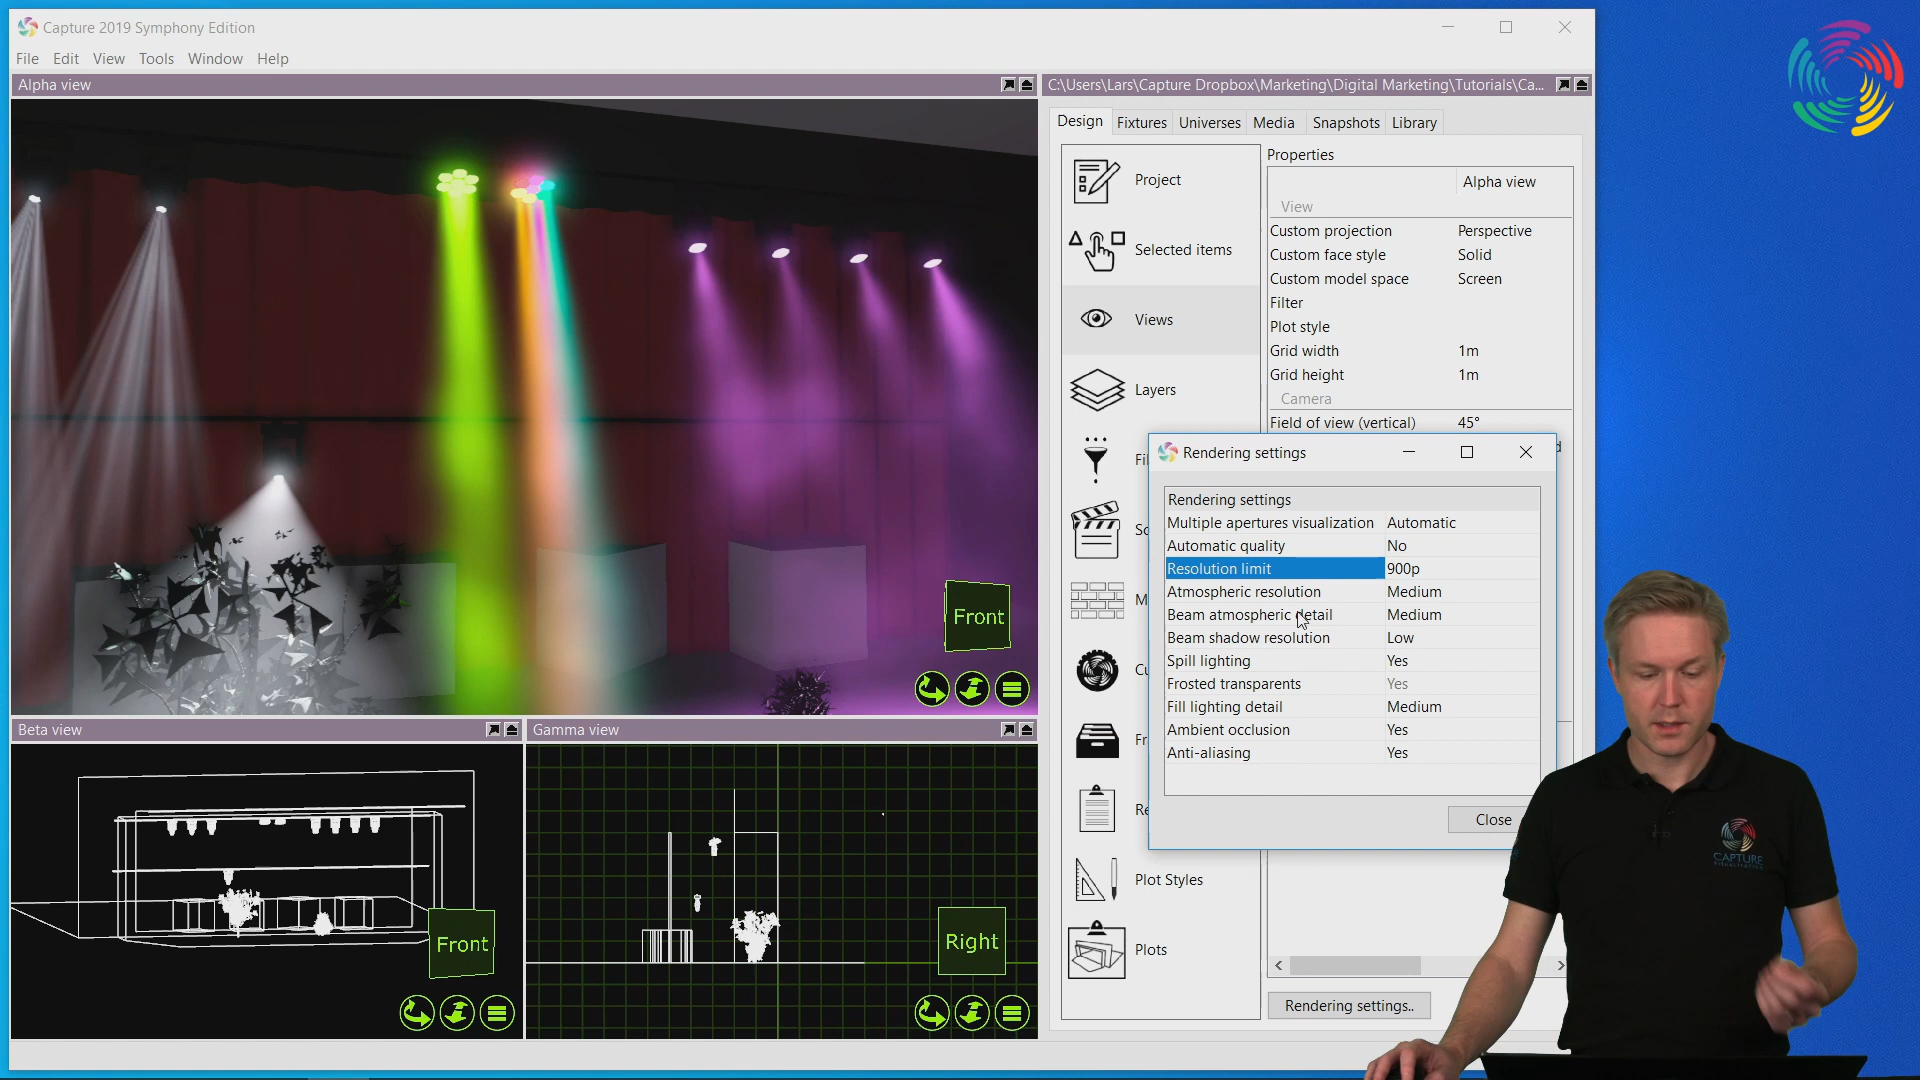 Capture 2019 Symphony Edition
File Edit View Tools Window Help
Alpha view
C:\Users\Lars\Capture Dropbox\Marketing\Digital Marketing\Tutorials\Ca...
Design Fixtures Universes Media Snapshots Library
Project
Selected items
Views
Layers
Fi
Sc
M
Cu
Fr
Re
Plot Styles
Plots
Properties
Alpha view
View
Custom projection Perspective
Custom face style Solid
Custom model space Screen
Filter
Plot style
Grid width 1m
Grid height 1m
Camera
Field of view (vertical) 45°
d
Rendering settings
Rendering settings
Multiple apertures visualization Automatic
Automatic quality No
Resolution limit 900p
Atmospheric resolution Medium
Beam atmospheric detail Medium
Beam shadow resolution Low
Spill lighting Yes
Frosted transparents Yes
Fill lighting detail Medium
Ambient occlusion Yes
Anti-aliasing Yes
Close
Rendering settings..
Front
Beta view
Front
Gamma view
Right
CAPTURE